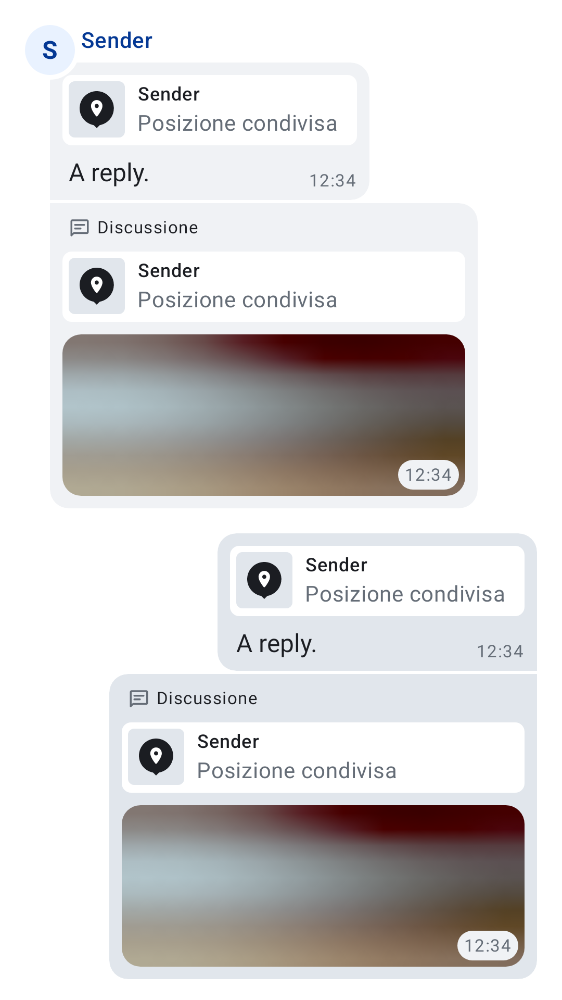 S
Sender
Sender
Posizione condivisa
A reply.
12:34
Discussione
Sender
Posizione condivisa
12:34
Sender
Posizione condivisa
A reply.
12:34
Discussione
Sender
Posizione condivisa
12:34